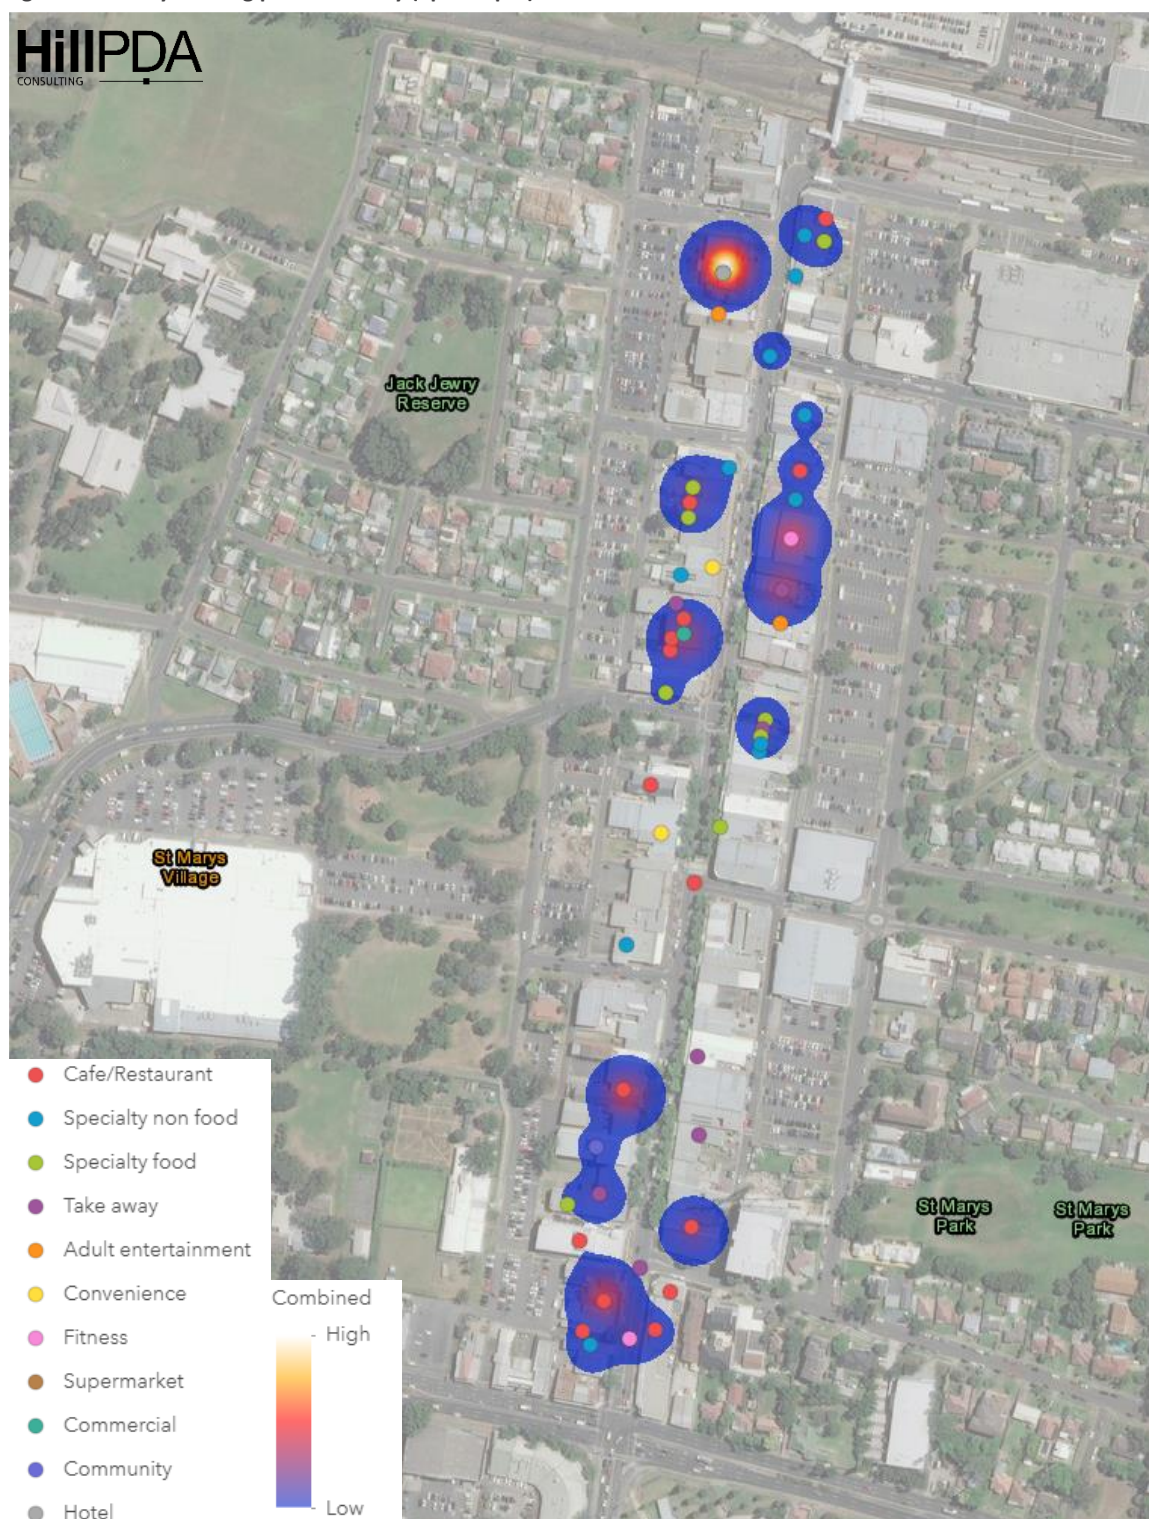 HillPDA
CONSULTING
Jack Jewry
Reserve
St Marys
Village
St Marys
Park
St Marys
Park
Cafe/Restaurant
Specialty non food
Specialty food
Take away
Adult entertainment
Convenience
Fitness
Supermarket
Commercial
Community
Hotel
Combined
High
Low